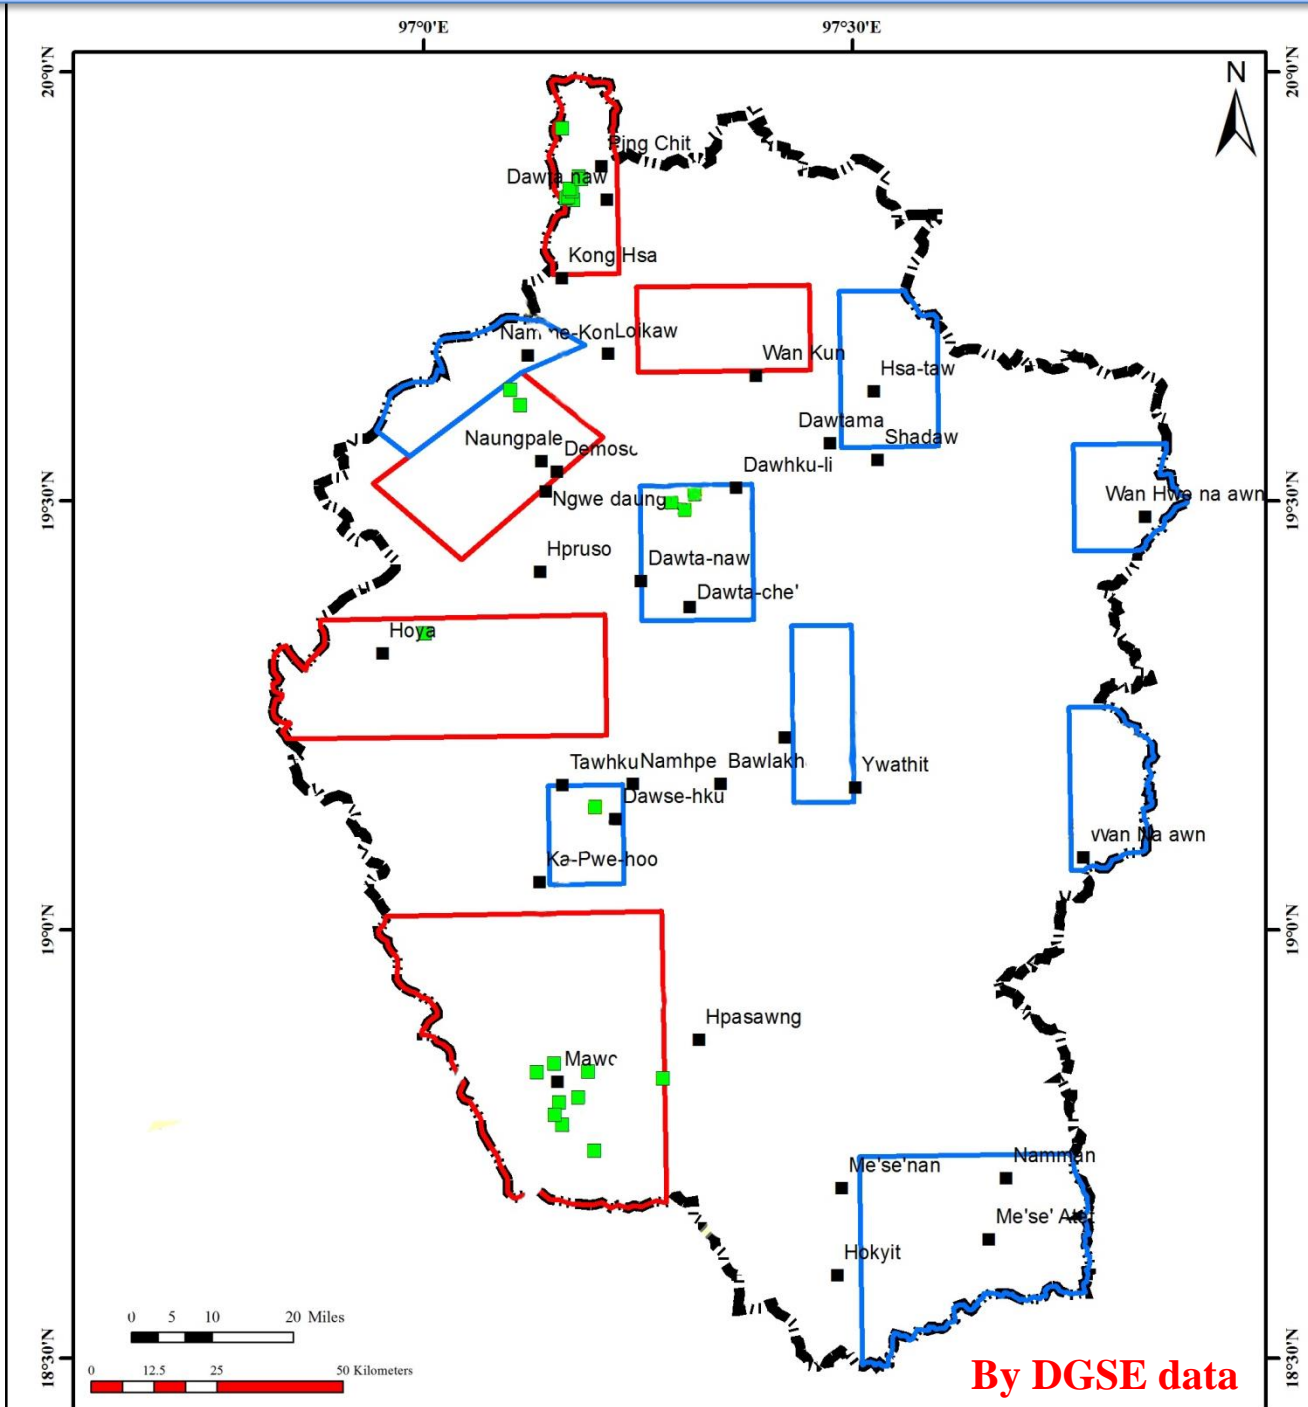 97°0'E
97°30'E
20°0'N
20°0'N
N
Ping Chit
Dawta naw
Kong Hsa
Loikaw
Wan Kun
Hsa-taw
Dawtama
Shadaw
Naungpale
Dawhku-li
19°30'N
Wan Hwe na awn
19°30'N
Ngwe daung
Hpruso
Dawta-naw
Dawta-che'
Hoya
Tawhku
Namhpe
Bawlakh
Ywathit
Dawse-hku
Wan Na awn
Ka-Pwe-hoo
19°0'N
19°0'N
Hpasawng
Me'se'nan
Namman
Me'se'
Hokyit
0 5 10 20 Miles
0 12.5 25 50 Kilometers
18°30'N
18°30'N
By DGSE data